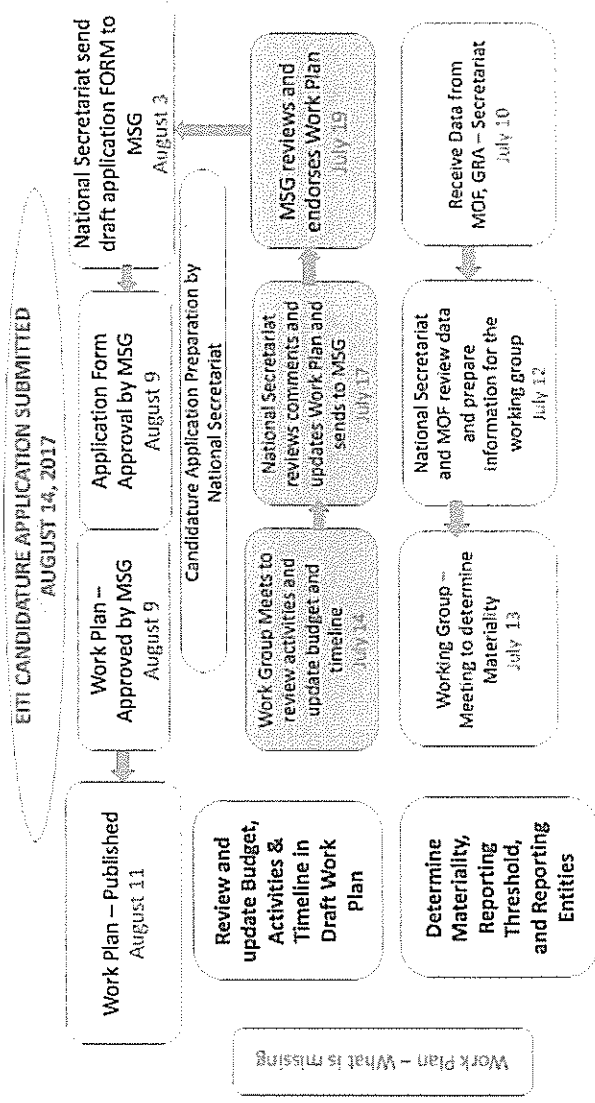 EITI CANDIDATURE APPLICATION SUBMITTED
AUGUST 14, 2017
Work Plan – Published
August 11
Work Plan –
Approved by MSG
August 9
Application Form
Approval by MSG
August 9
National Secretariat send
draft application FORM to
MSG
August 3
Candidature Application Preparation by
National Secretariat
Review and
update Budget,
Activities &
Timeline in
Draft Work
Plan
Work Group Meets to
review activities and
update budget and
timeline
July 14
National Secretariat
reviews comments and
updates Work Plan and
sends to MSG
July 17
MSG reviews and
endorses Work Plan
July 19
Determine
Materiality,
Reporting
Threshold,
and Reporting
Entities
Working Group –
Meeting to determine
Materiality
July 13
National Secretariat
and MOF review data
and prepare
information for the
working group
July 12
Receive Data from
MOF, GRA – Secretariat
July 10
Work Plan – What is missing